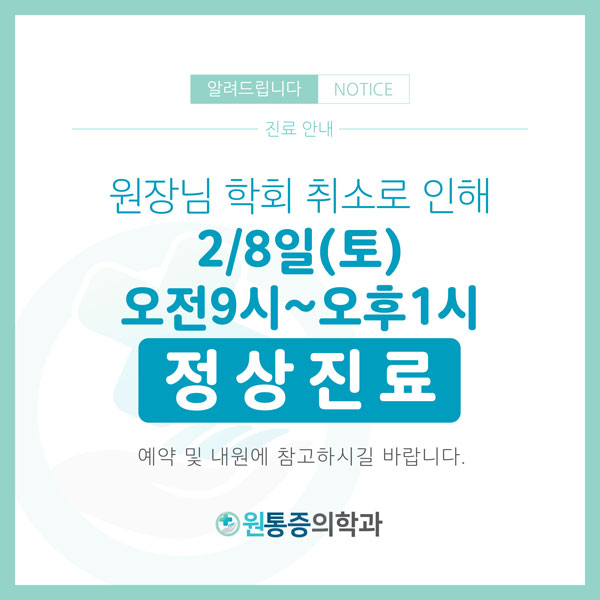 알려드립니다 NOTICE
진료 안내
원장님 학회 취소로 인해
2/8일(토)
오전9시~오후1시
정상진료
예약 및 내원에 참고하시길 바랍니다.
원통증의학과